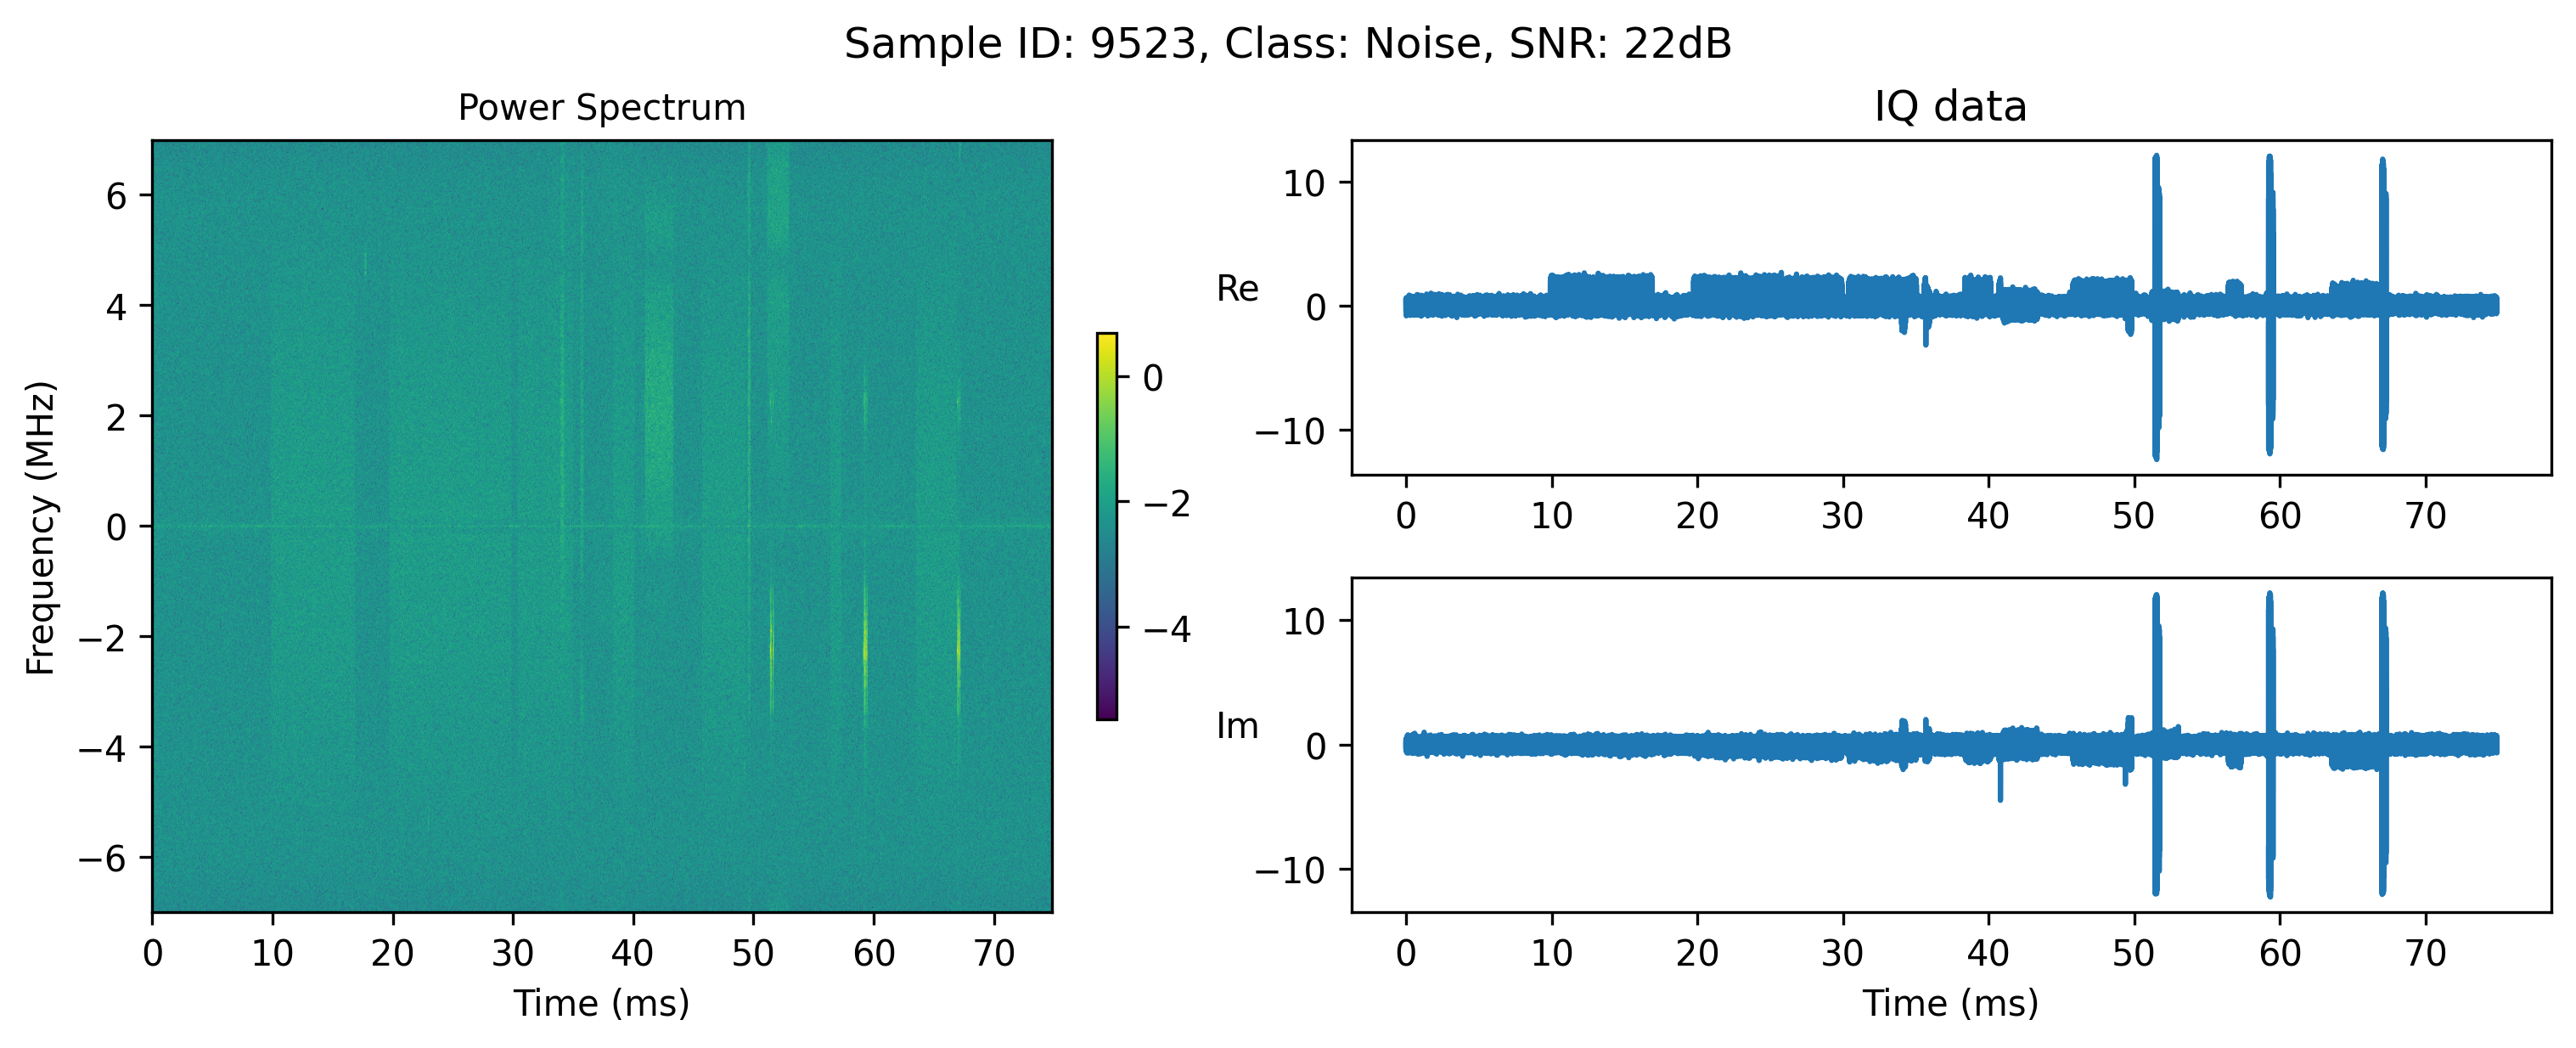 Sample ID: 9523, Class: Noise, SNR: 22dB
Power Spectrum
Frequency (MHz)
6
4
2
0
−2
−4
−6
0 10 20 30 40 50 60 70
Time (ms)
0
−2
−4
IQ data
Re
10
0
−10
0 10 20 30 40 50 60 70
Im
10
0
−10
0 10 20 30 40 50 60 70
Time (ms)